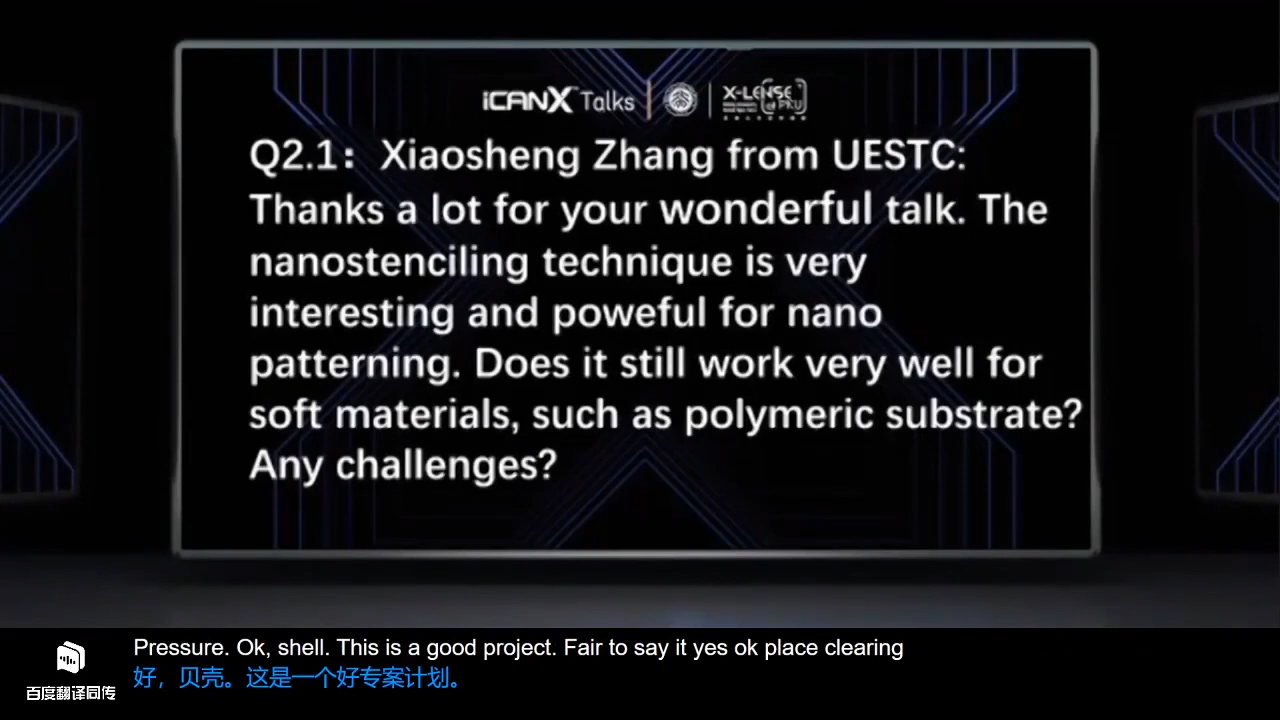 iCANX Talks
X-LENSE PKU
Q2.1: Xiaosheng Zhang from UESTC:
Thanks a lot for your wonderful talk. The
nanostenciling technique is very
interesting and poweful for nano
patterning. Does it still work very well for
soft materials, such as polymeric substrate?
Any challenges?
Pressure. Ok, shell. This is a good project. Fair to say it yes ok place clearing
好，贝壳。这是一个好专案计划。
百度翻译同传